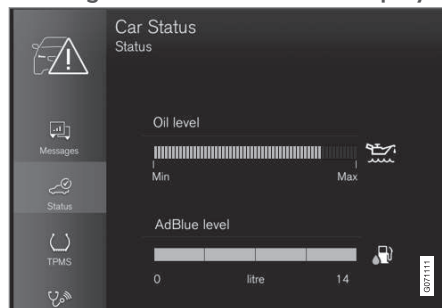 Car Status
Status
Messages
Status
TPMS
Oil level
Min Max
AdBlue level
0 litre 14
G071111